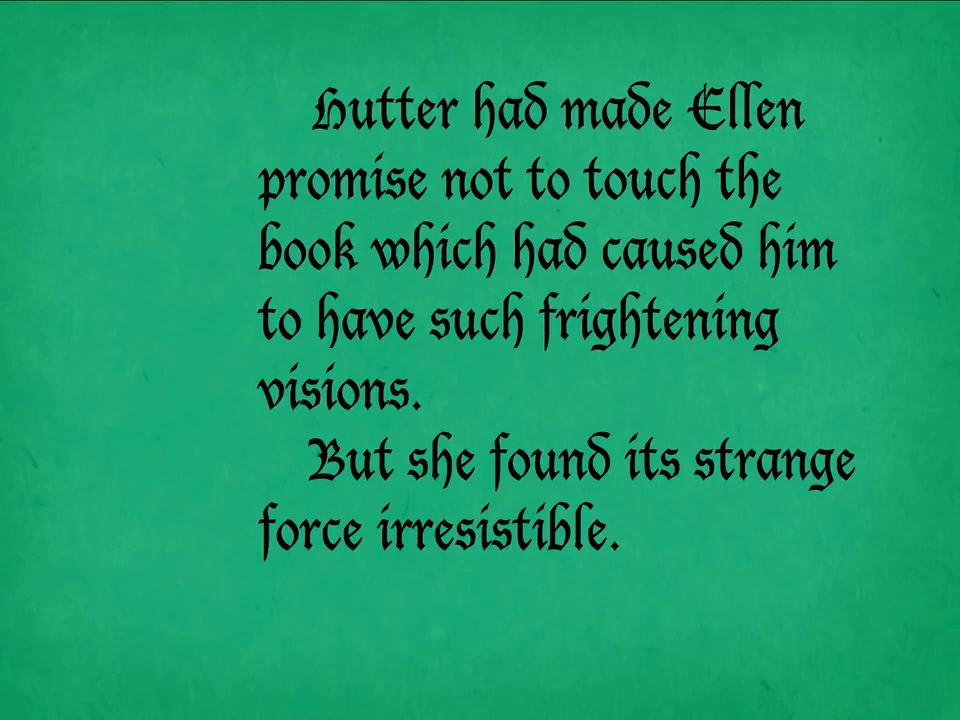 Hutter had made Ellen
promise not to touch the
book which had caused him
to have such frightening
visions.
But she found its strange
force irresistible.